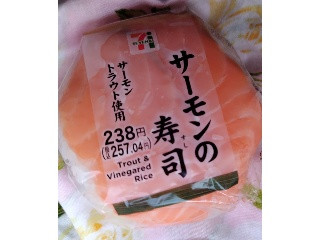 7
ELEVEN
サーモンの
寿司
すし
サーモン
トラウト使用
238円
(税込257.04円)
Trout &
Vinegared
Rice